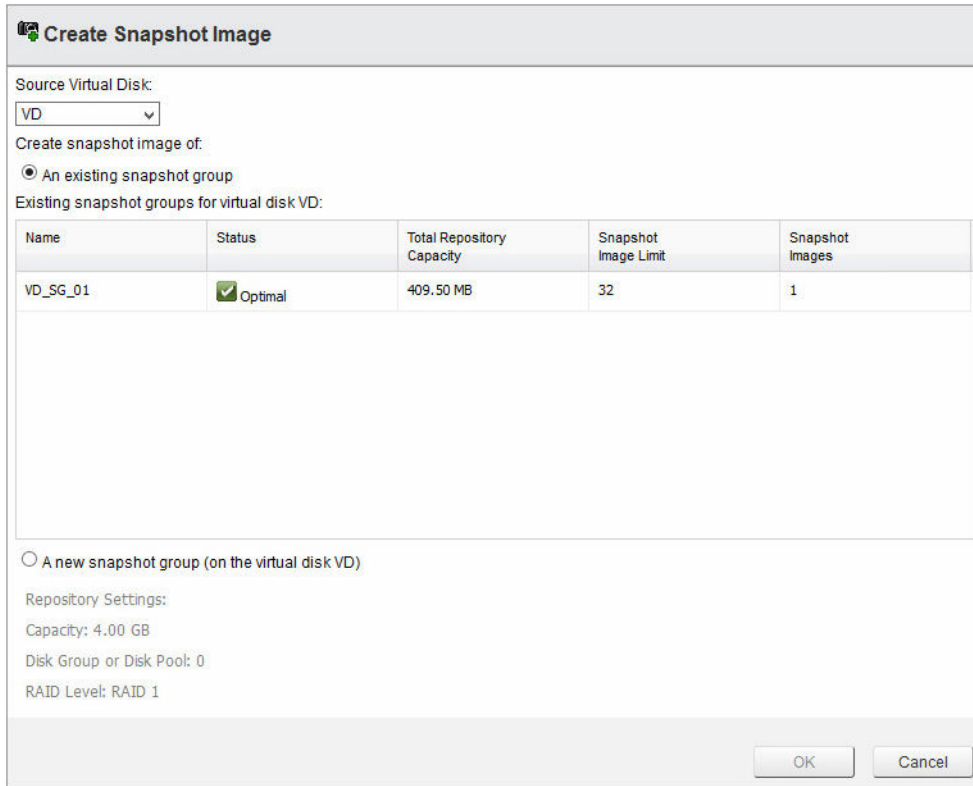 Create Snapshot Image
Source Virtual Disk:
VD
Create snapshot image of:
An existing snapshot group
Existing snapshot groups for virtual disk VD:
Name Status Total Repository Capacity Snapshot Image Limit Snapshot Images
VD_SG_01 Optimal 409.50 MB 32 1
A new snapshot group (on the virtual disk VD)
Repository Settings:
Capacity: 4.00 GB
Disk Group or Disk Pool: 0
RAID Level: RAID 1
OK Cancel